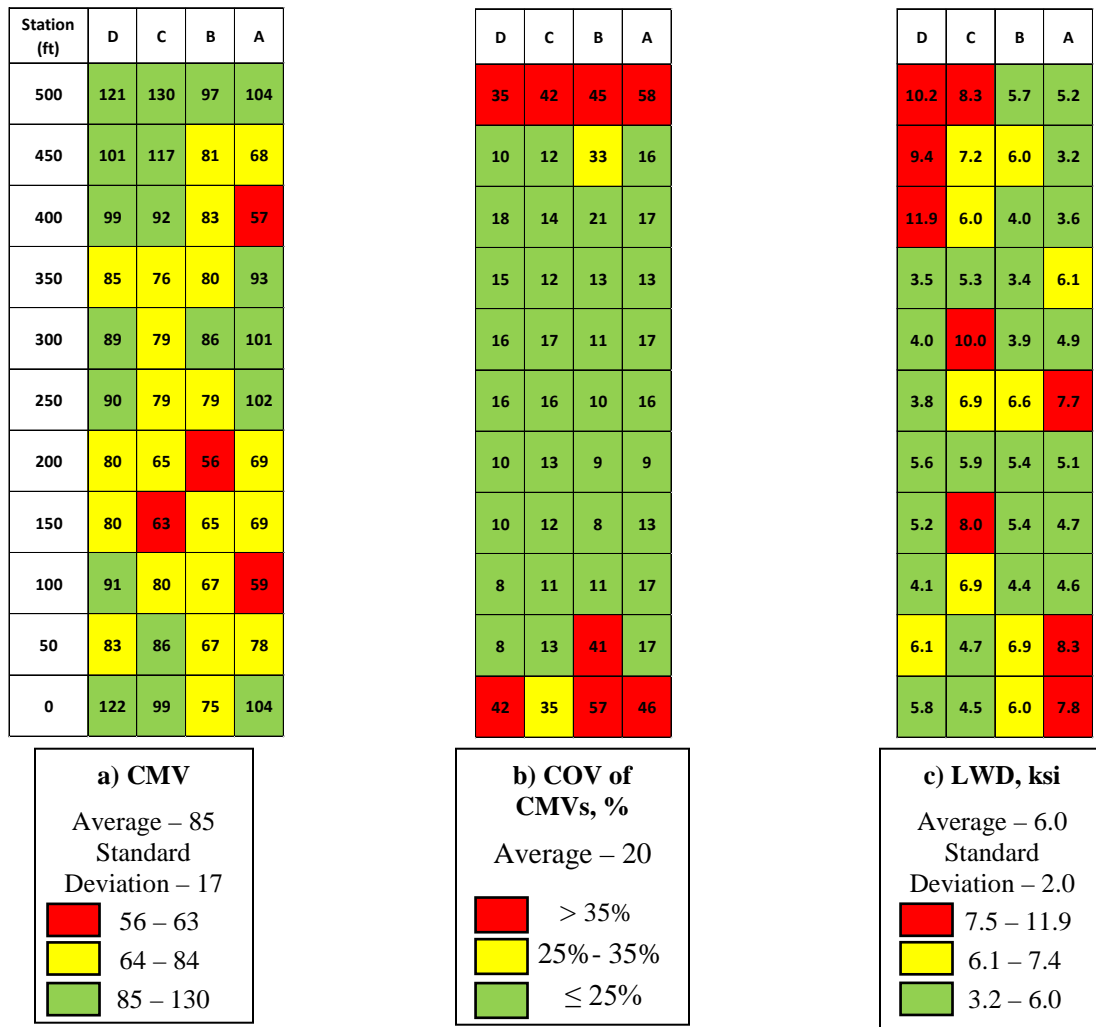 Station (ft) D C B A
500 121 130 97 104
450 101 117 81 68
400 99 92 83 57
350 85 76 80 93
300 89 79 86 101
250 90 79 79 102
200 80 65 56 69
150 80 63 65 69
100 91 80 67 59
50 83 86 67 78
0 122 99 75 104
a) CMV
Average – 85
Standard
Deviation – 17
56 – 63
64 – 84
85 – 130
D C B A
35 42 45 58
10 12 33 16
18 14 21 17
15 12 13 13
16 17 11 17
16 16 10 16
10 13 9 9
10 12 8 13
8 11 11 17
8 13 41 17
42 35 57 46
b) COV of
CMVs, %
Average – 20
> 35%
25%- 35%
≤ 25%
D C B A
10.2 8.3 5.7 5.2
9.4 7.2 6.0 3.2
11.9 6.0 4.0 3.6
3.5 5.3 3.4 6.1
4.0 10.0 3.9 4.9
3.8 6.9 6.6 7.7
5.6 5.9 5.4 5.1
5.2 8.0 5.4 4.7
4.1 6.9 4.4 4.6
6.1 4.7 6.9 8.3
5.8 4.5 6.0 7.8
c) LWD, ksi
Average – 6.0
Standard
Deviation – 2.0
7.5 – 11.9
6.1 – 7.4
3.2 – 6.0